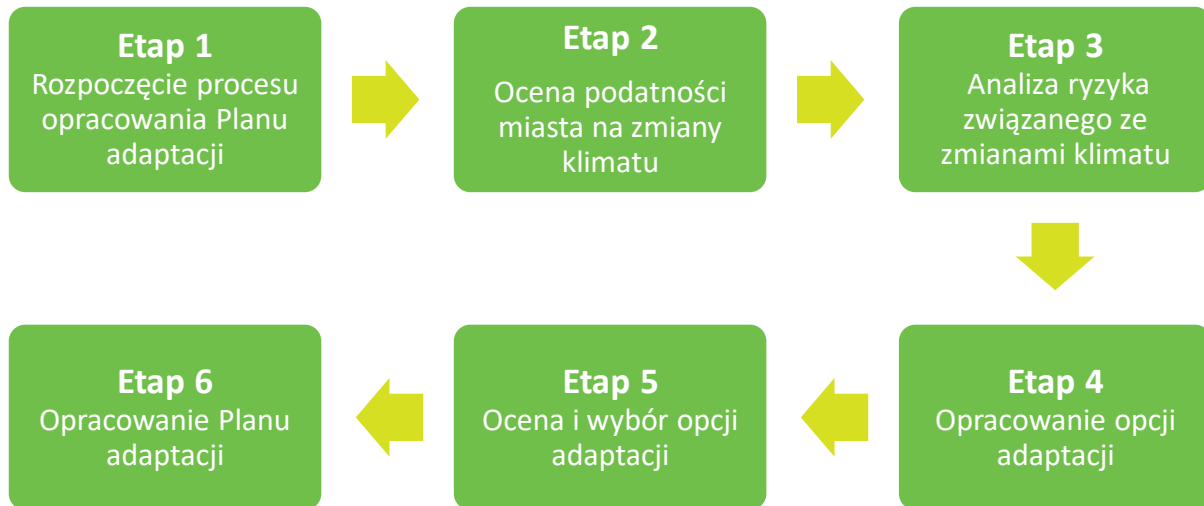 Etap 1
Rozpoczęcie procesu
opracowania Planu
adaptacji
Etap 2
Ocena podatności
miasta na zmiany
klimatu
Etap 3
Analiza ryzyka
związanego ze
zmianami klimatu
Etap 4
Opracowanie opcji
adaptacji
Etap 5
Ocena i wybór opcji
adaptacji
Etap 6
Opracowanie Planu
adaptacji